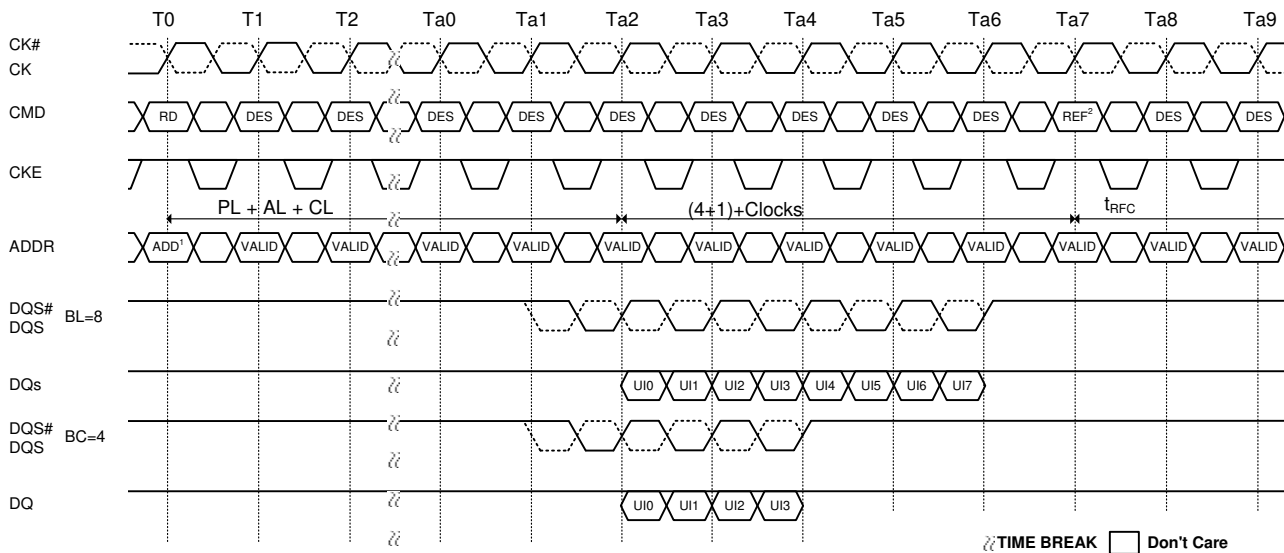 T0 T1 T2 Ta0 Ta1 Ta2 Ta3 Ta4 Ta5 Ta6 Ta7 Ta8 Ta9
CK#
CK
CMD RD DES DES DES DES DES DES DES DES DES REF² DES DES
CKE
PL + AL + CL (4+1)+Clocks tRFC
ADDR ADD¹ VALID VALID VALID VALID VALID VALID VALID VALID VALID VALID VALID VALID
DQS# BL=8
DQS
DQs UI0 UI1 UI2 UI3 UI4 UI5 UI6 UI7
DQS# BC=4
DQS
DQ UI0 UI1 UI2 UI3
TIME BREAK Don't Care